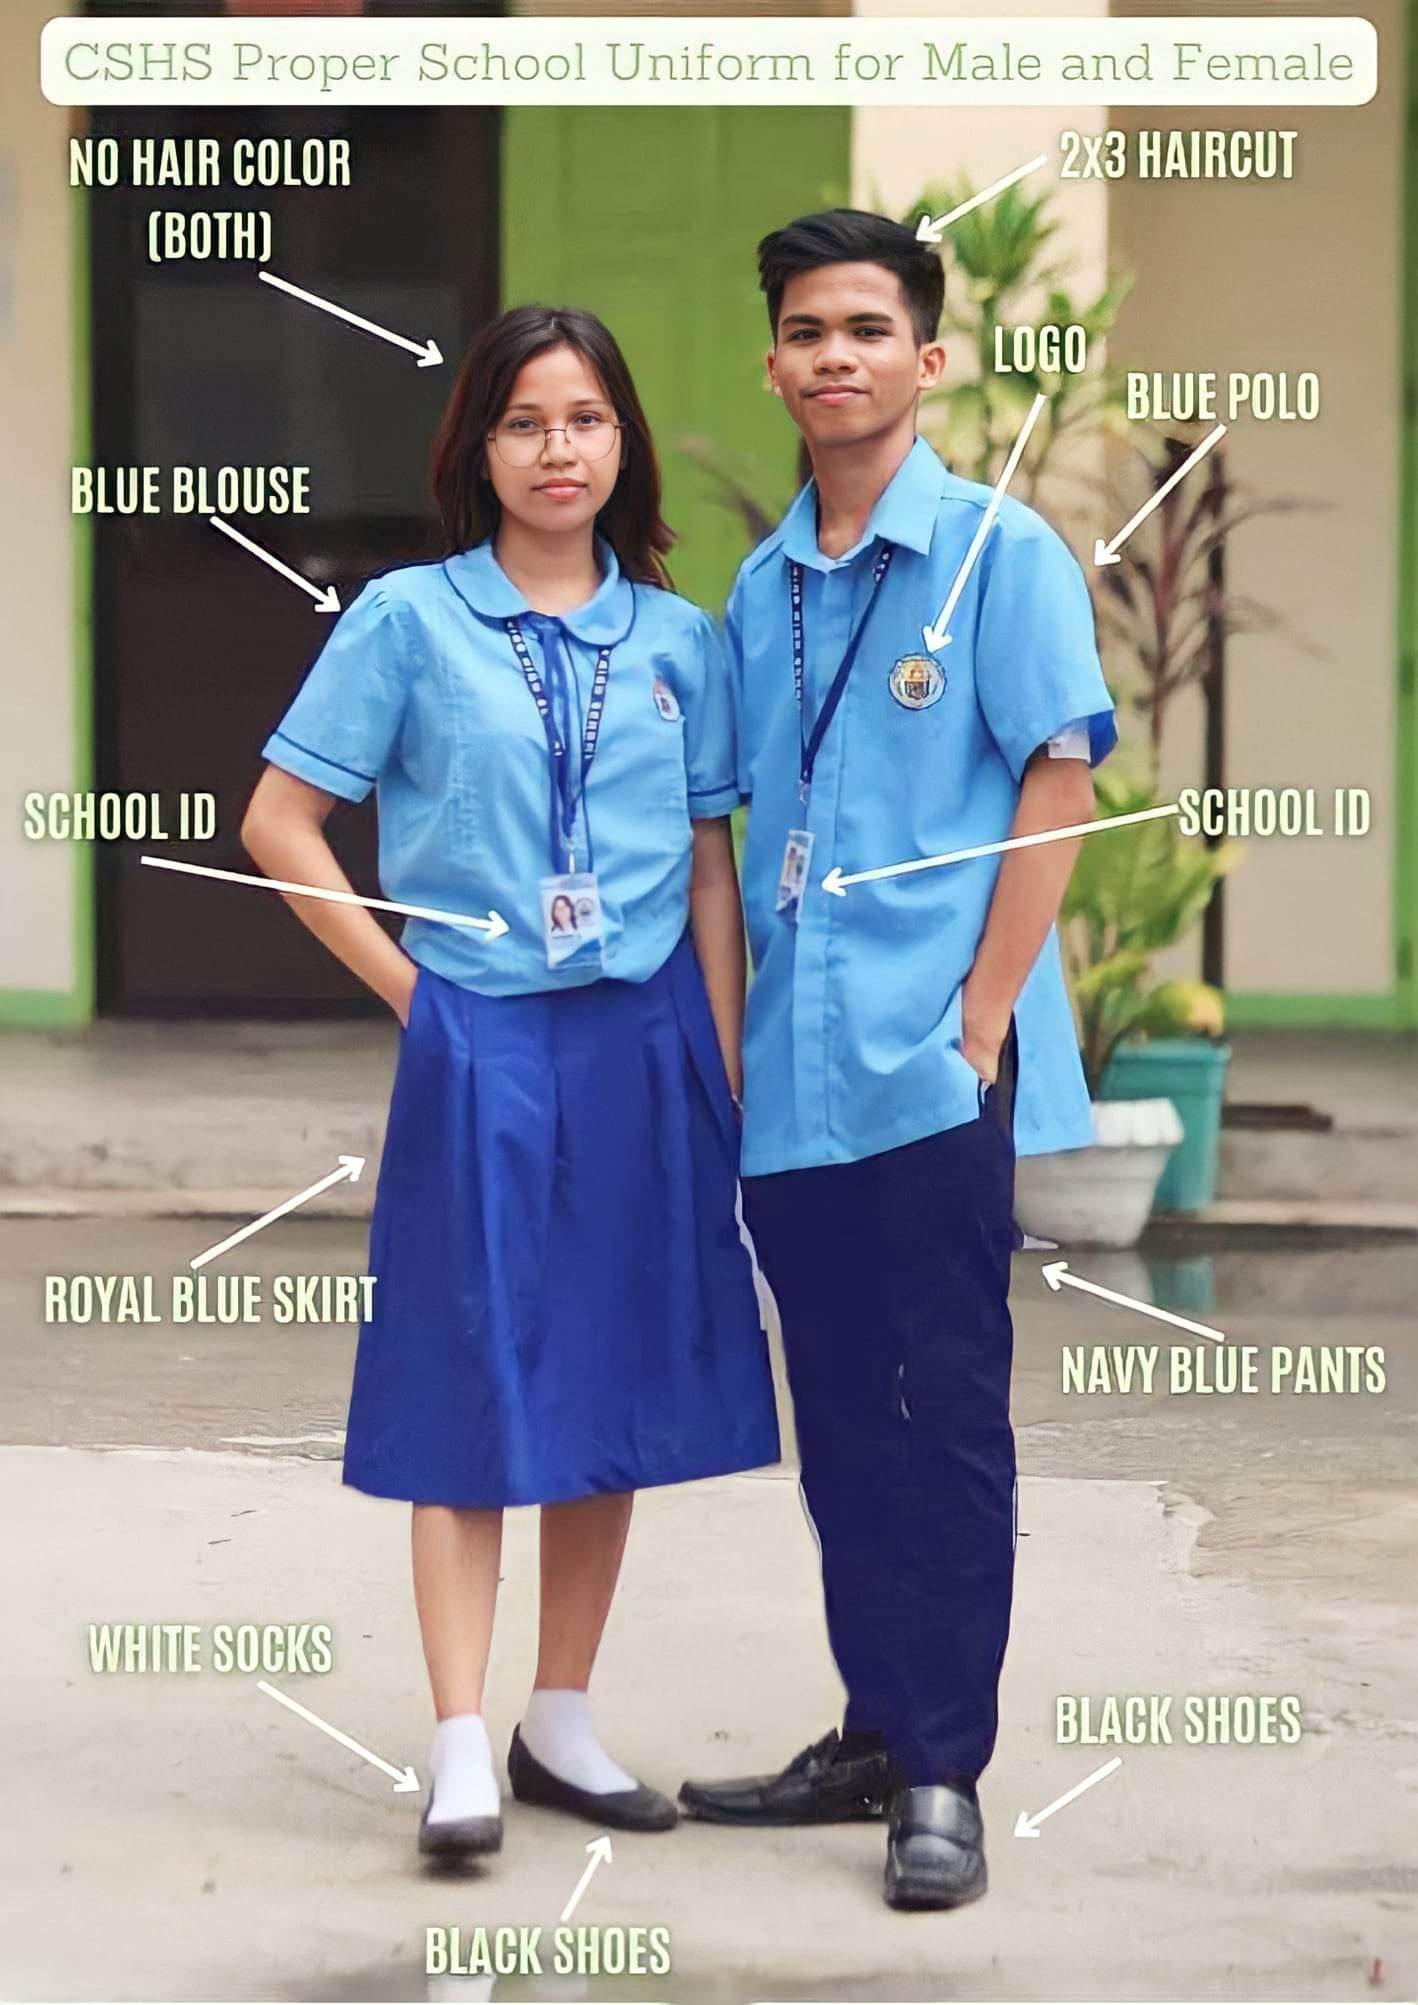 CSHS Proper School Uniform for Male and Female
NO HAIR COLOR
(BOTH)
2x3 HAIRCUT
LOGO
BLUE POLO
BLUE BLOUSE
SCHOOL ID
SCHOOL ID
ROYAL BLUE SKIRT
NAVY BLUE PANTS
WHITE SOCKS
BLACK SHOES
BLACK SHOES